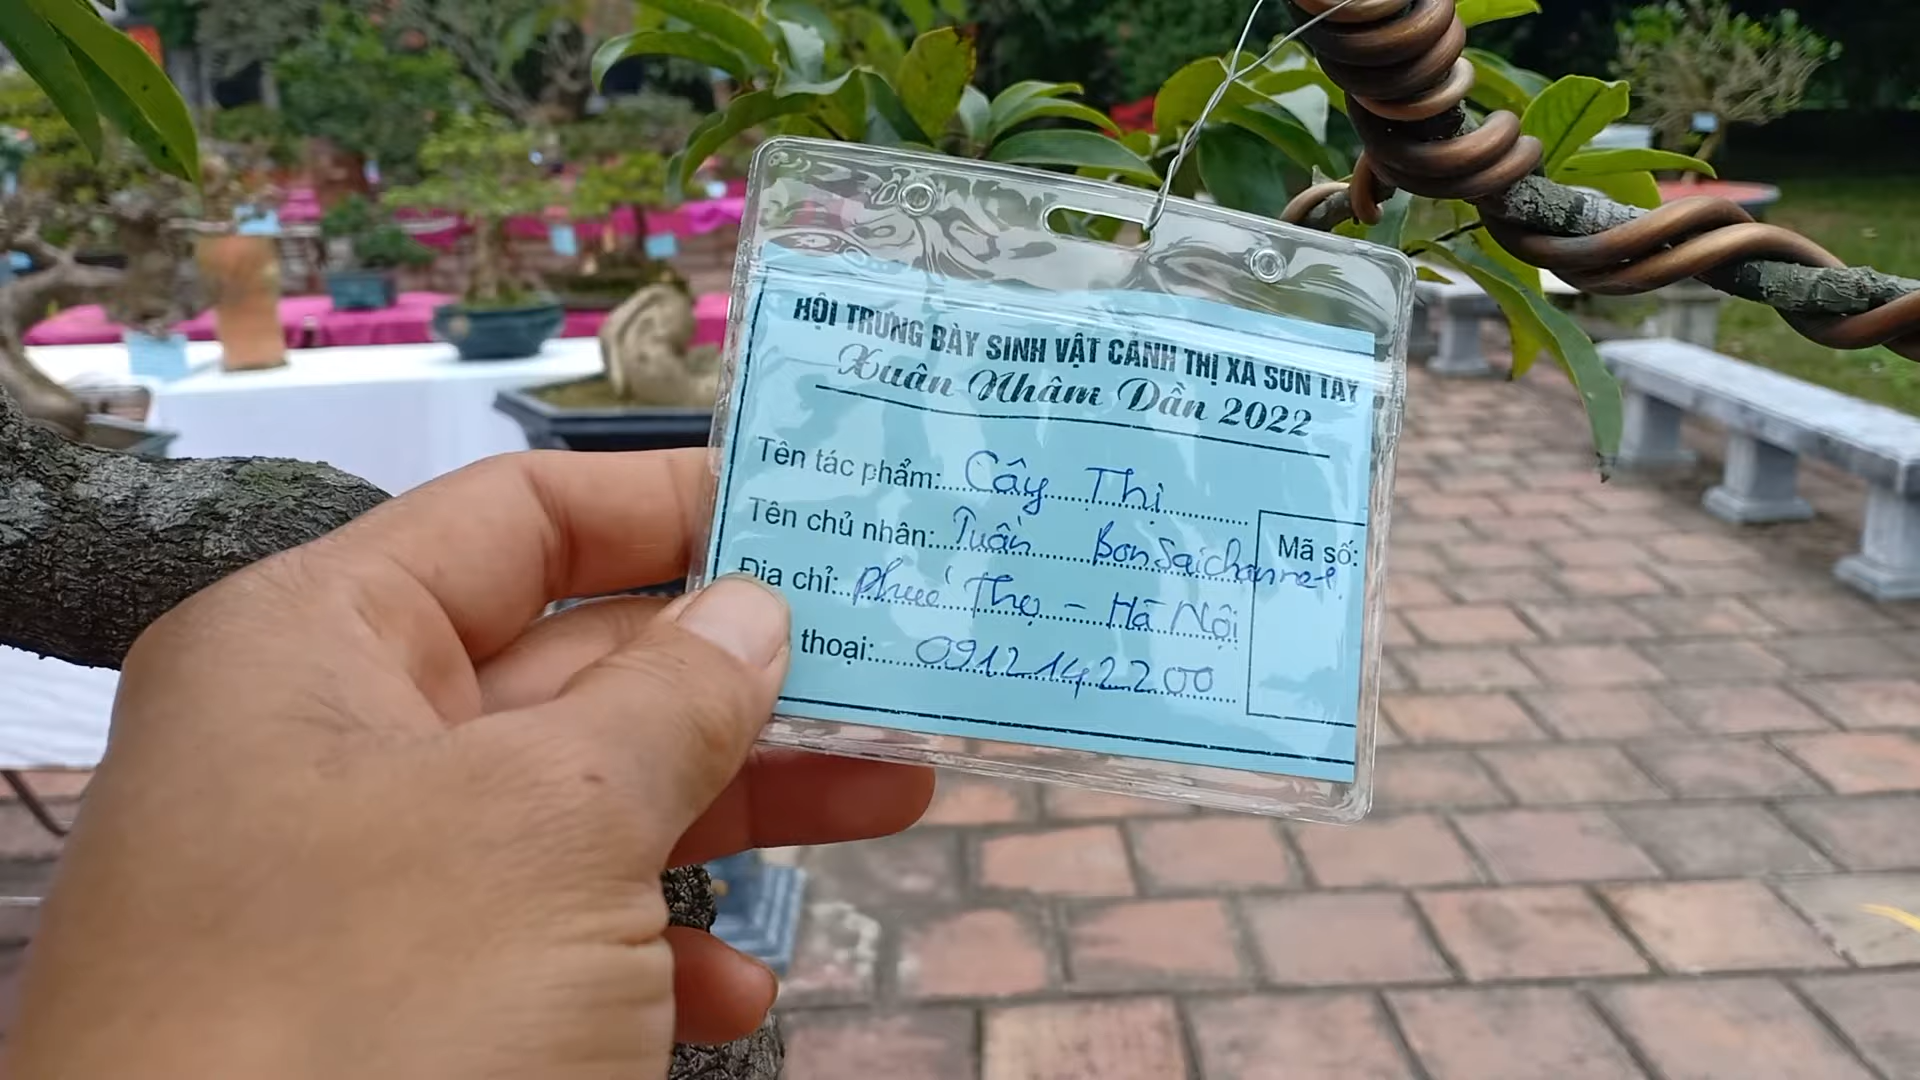 HỘI TRƯNG BÀY SINH VẬT CẢNH THỊ XÃ SƠN TÂY
Xuân Nhâm Dần 2022
Tên tác phẩm: Cây Thị
Tên chủ nhân: Tuấn Bonsaichannel
Mã số:
Địa chỉ: Phúc Thọ - Hà Nội
thoại: 0912142200